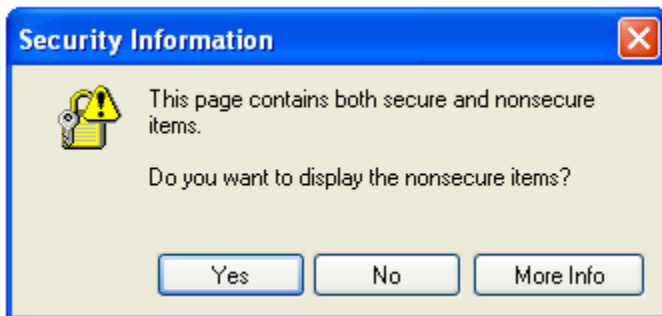 Security Information
This page contains both secure and nonsecure
items.
Do you want to display the nonsecure items?
Yes
No
More Info